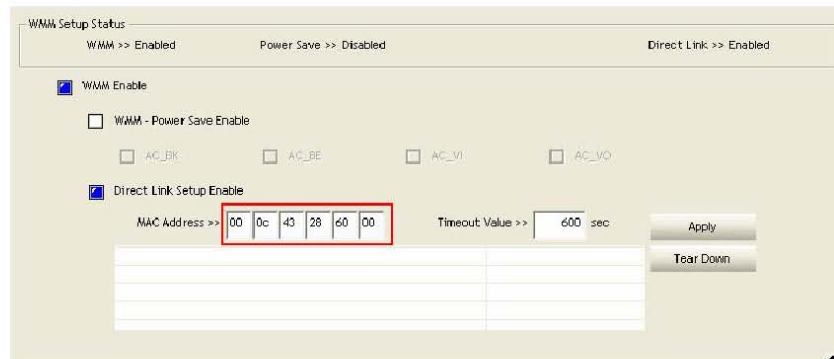 WMM Setup Status
WMM >> Enabled Power Save >> Disabled Direct Link >> Enabled
WMM Enable
WMM - Power Save Enable
AC_BK AC_BE AC_VI AC_VO
Direct Link Setup Enable
MAC Address >> 00 0c 43 28 60 00 Timeout Value >> 600 sec Apply
Tear Down